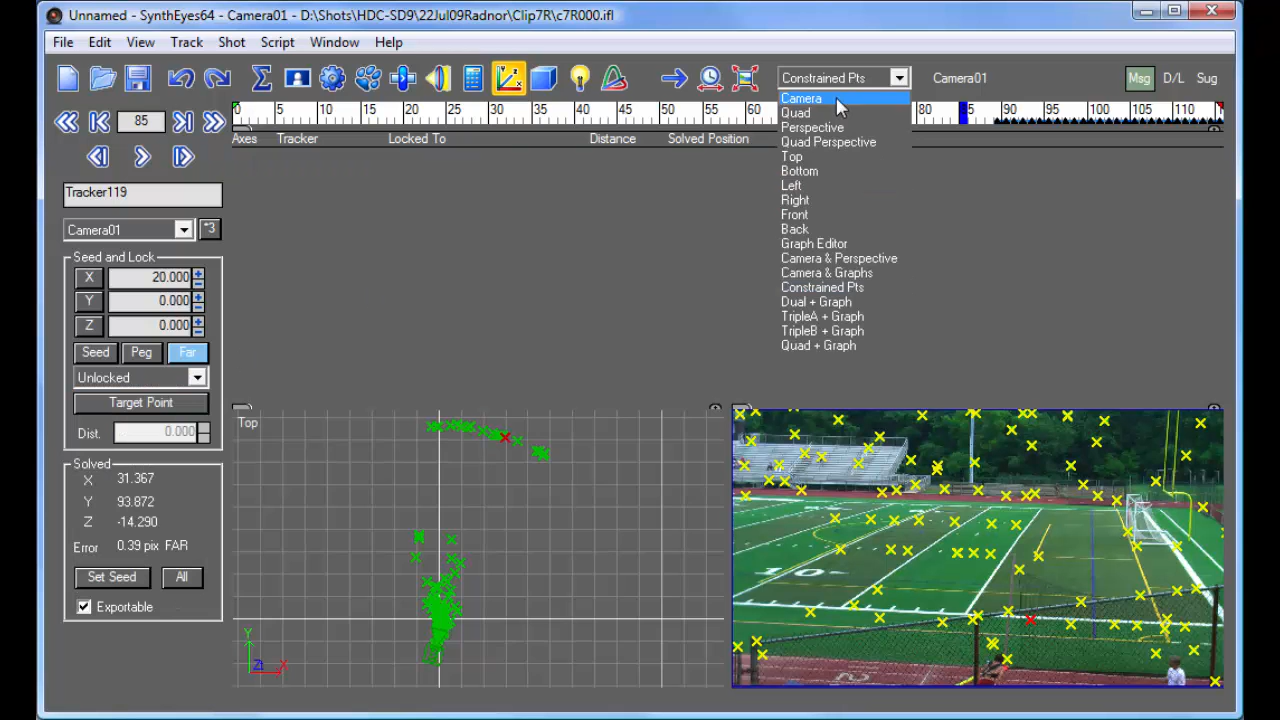 Unnamed - SynthEyes64 - Camera01 - D:\Shots\HDC-SD9\22Jul09Radnor\Clip7R\c7R000.ifl
File Edit View Track Shot Script Window Help
Constrained Pts Camera01 Msg D/L Sug
85
0 5 10 15 20 25 30 35 40 45 50 55 60 80 85 90 95 100 105 110
Axes Tracker Locked To Distance Solved Position
Camera
Quad
Perspective
Quad Perspective
Top
Bottom
Left
Right
Front
Back
Graph Editor
Camera & Perspective
Camera & Graphs
Constrained Pts
Dual + Graph
TripleA + Graph
TripleB + Graph
Quad + Graph
Tracker119
Camera01 *3
Seed and Lock
X 20.000
Y 0.000
Z 0.000
Seed Peg Far
Unlocked
Target Point
Dist. 0.000
Solved
X 31.367
Y 93.872
Z -14.290
Error 0.39 pix FAR
Set Seed All
Exportable
Top
Y
X
10